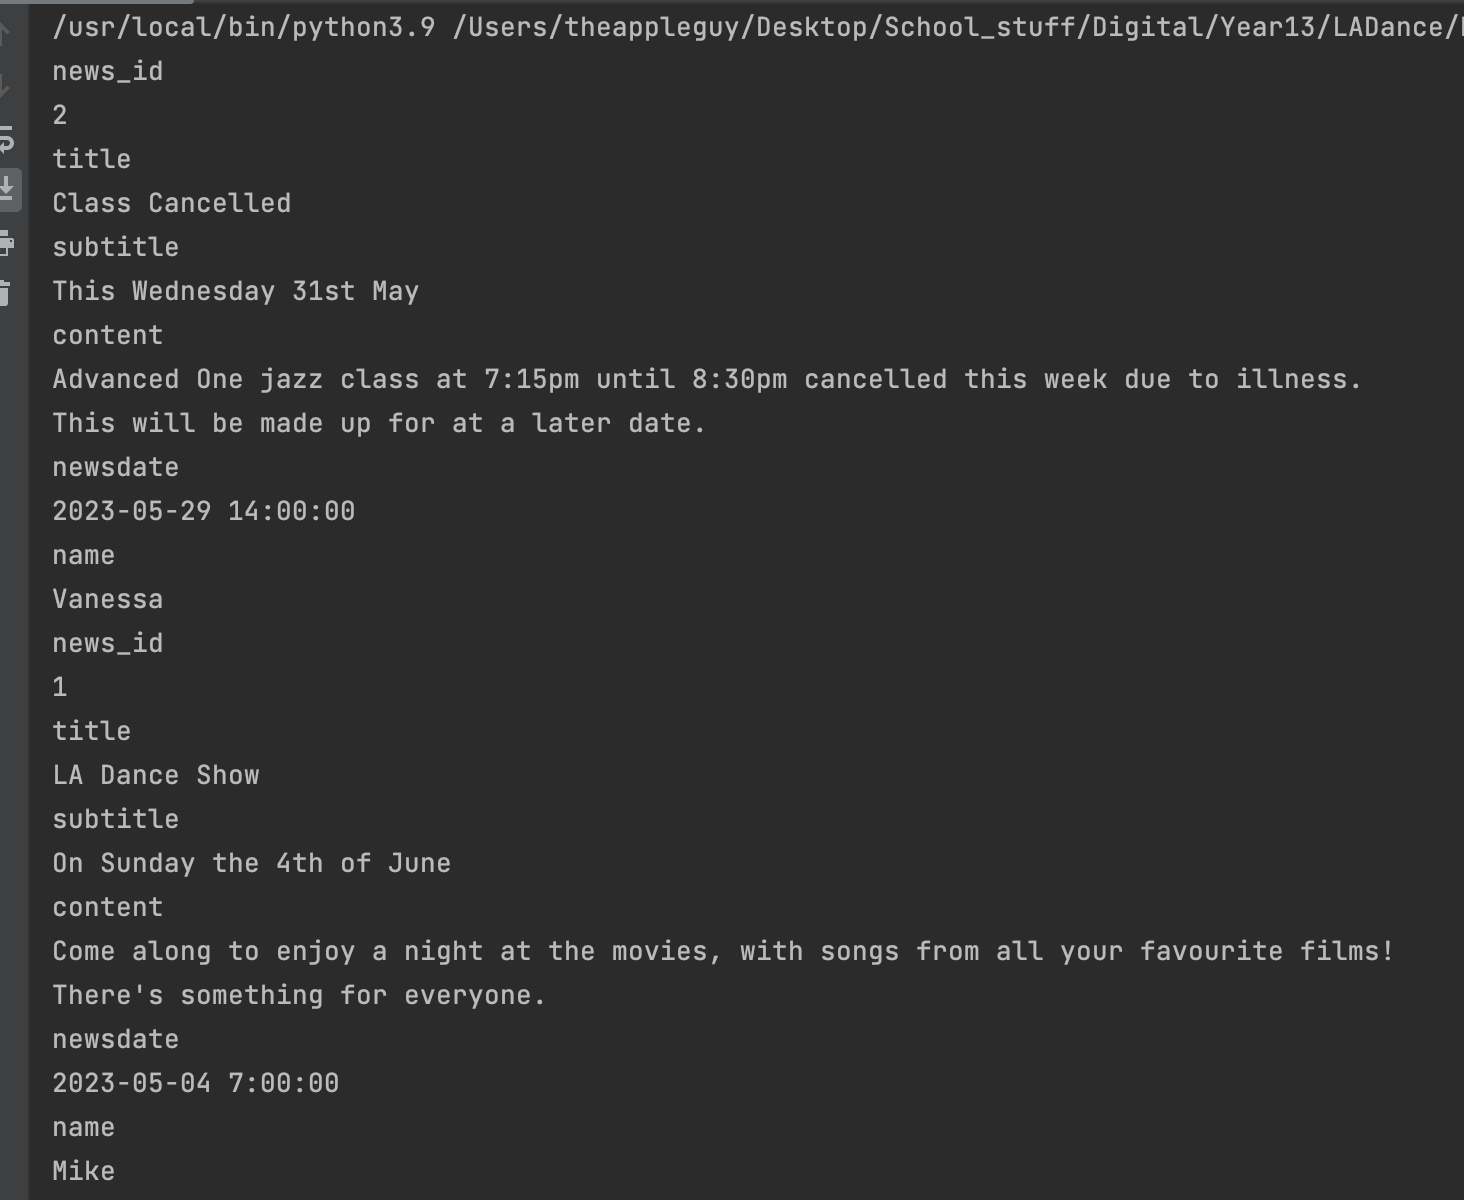 /usr/local/bin/python3.9 /Users/theappleguy/Desktop/School_stuff/Digital/Year13/LADance/
news_id
2
title
Class Cancelled
subtitle
This Wednesday 31st May
content
Advanced One jazz class at 7:15pm until 8:30pm cancelled this week due to illness.
This will be made up for at a later date.
newsdate
2023-05-29 14:00:00
name
Vanessa
news_id
1
title
LA Dance Show
subtitle
On Sunday the 4th of June
content
Come along to enjoy a night at the movies, with songs from all your favourite films!
There's something for everyone.
newsdate
2023-05-04 7:00:00
name
Mike